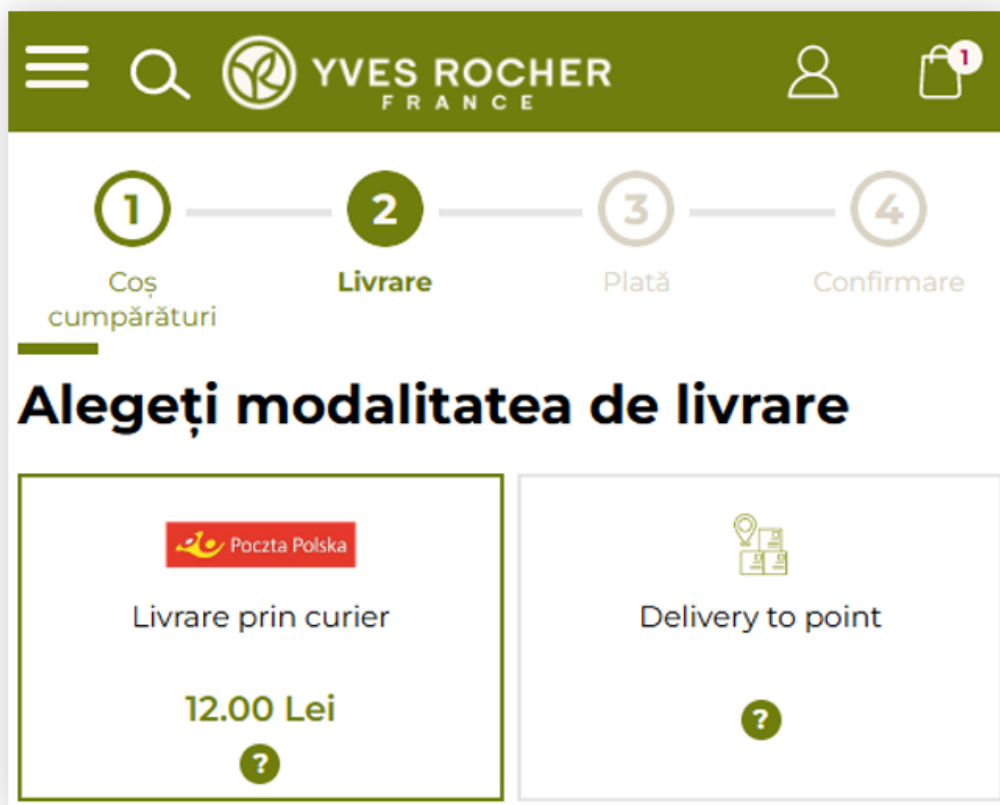 YVES ROCHER
FRANCE
1
1
2
3
4
Coș cumpărături
Livrare
Plată
Confirmare
Alegeți modalitatea de livrare
Poczta Polska
Livrare prin curier
12.00 Lei
?
Delivery to point
?